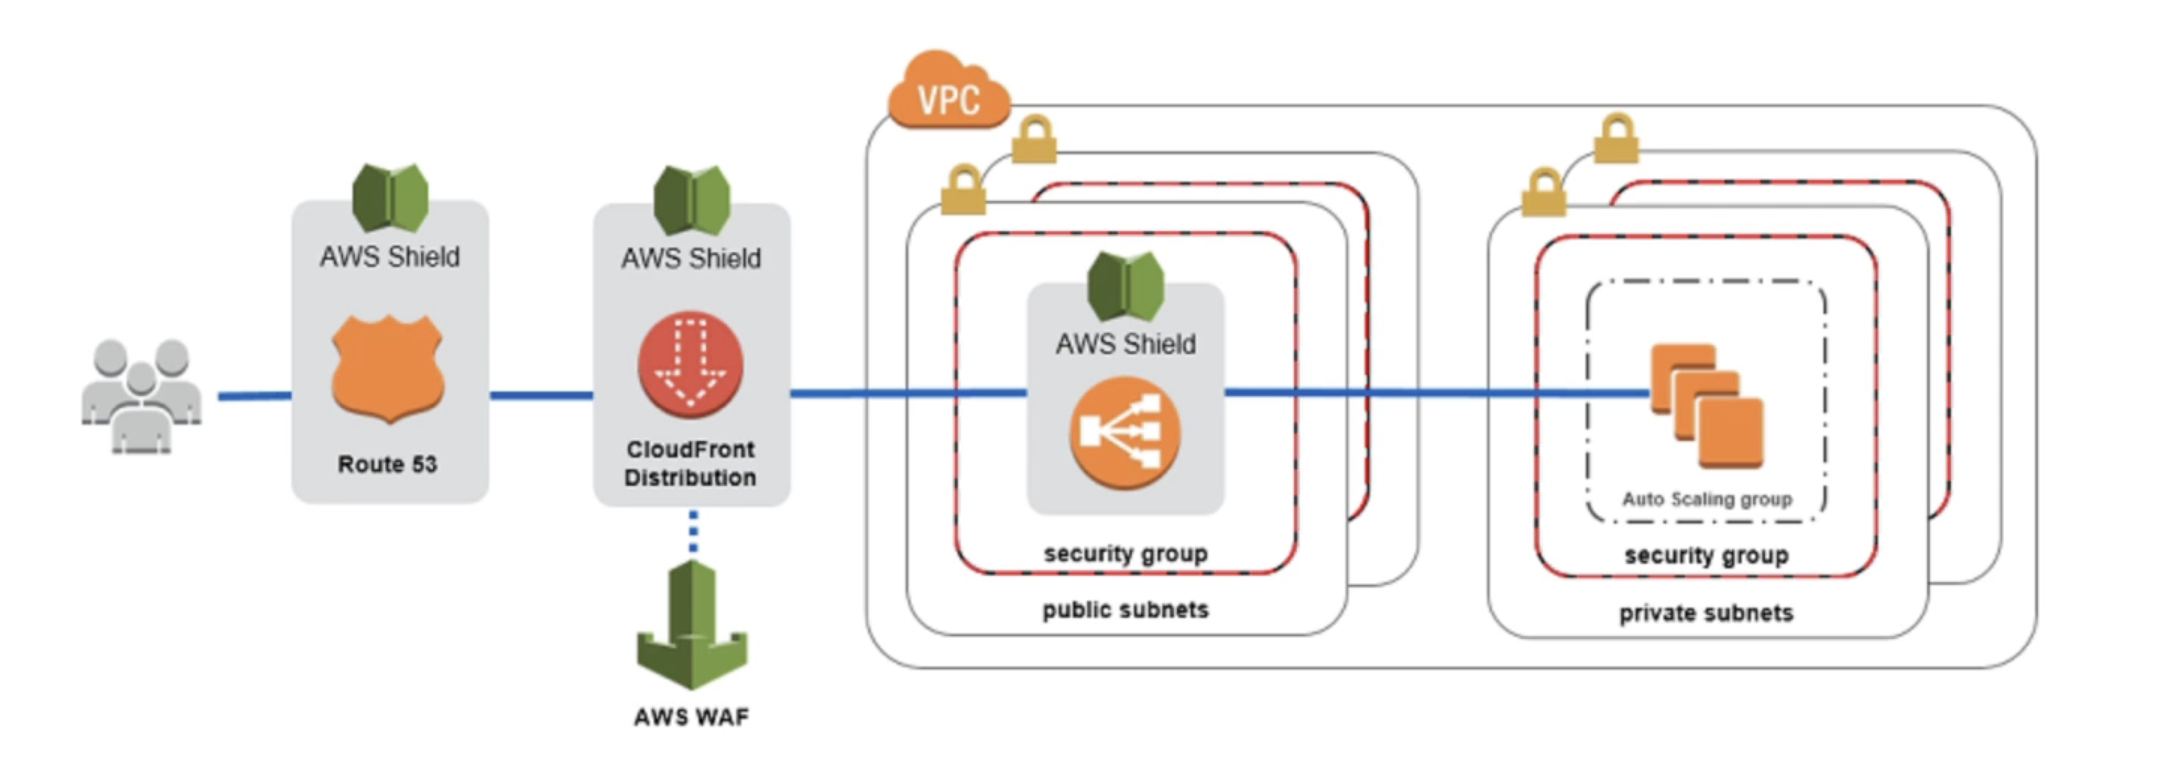 VPC
AWS Shield
Route 53
AWS Shield
CloudFront
Distribution
AWS WAF
AWS Shield
security group
public subnets
Auto Scaling group
security group
private subnets